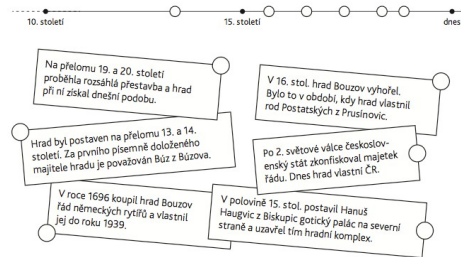 10. století 15. století dnes
Na přelomu 19. a 20. století
proběhla rozsáhlá přestavba a hrad
při ní získal dnešní podobu.
V 16. stol. hrad Bouzov vyhořel.
Bylo to v období, kdy hrad vlastnil
rod Postatských z Prusínovic.
Hrad byl postaven na přelomu 13. a 14.
století. Za prvního písemně doloženého
majitele hradu je považován Búz z Búzova.
Po 2. světové válce českoslov-
enský stát zkonfiskoval majetek
řádu. Dnes hrad vlastní ČR.
V roce 1696 koupil hrad Bouzov
řád německých rytířů a vlastnil
jej do roku 1939.
V polovině 15. stol. postavil Hanuš
Haugvic z Biskupic gotický palác na severní
straně a uzavřel tím hradní komplex.